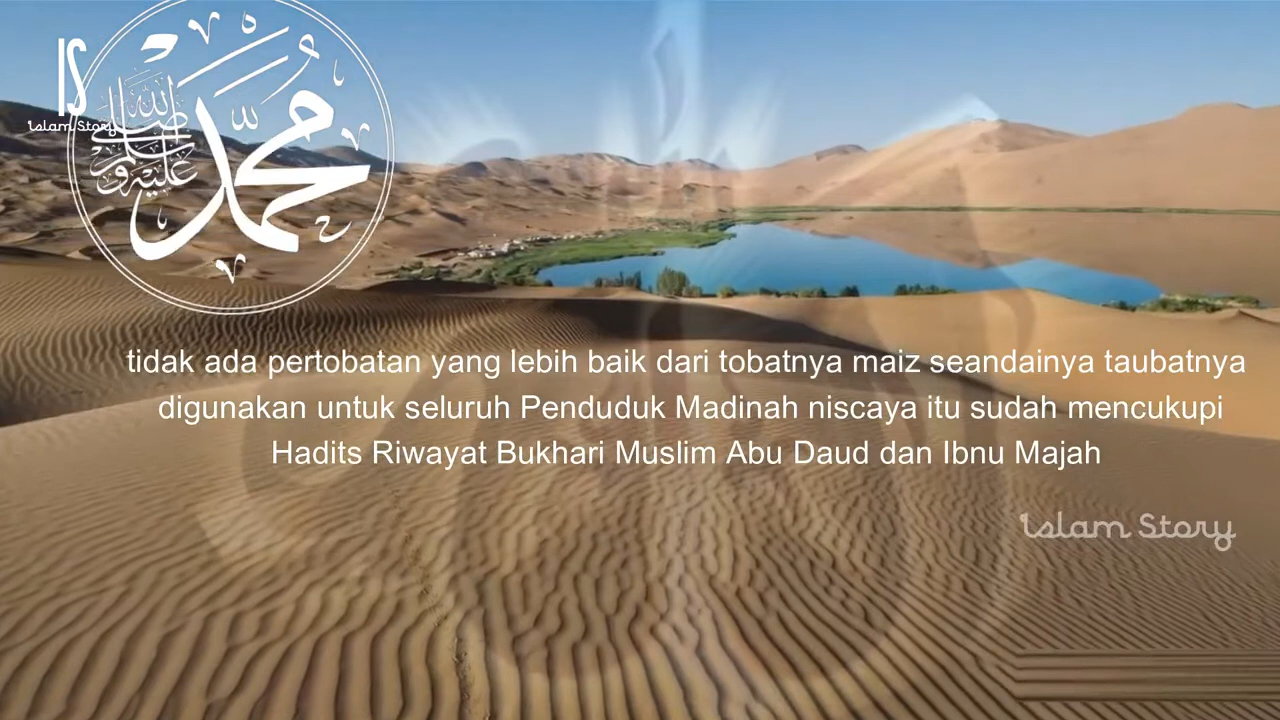 IS
Islam Story
محمد
صلى الله عليه وسلم
tidak ada pertobatan yang lebih baik dari tobatnya maiz seandainya taubatnya
digunakan untuk seluruh Penduduk Madinah niscaya itu sudah mencukupi
Hadits Riwayat Bukhari Muslim Abu Daud dan Ibnu Majah
Islam Story